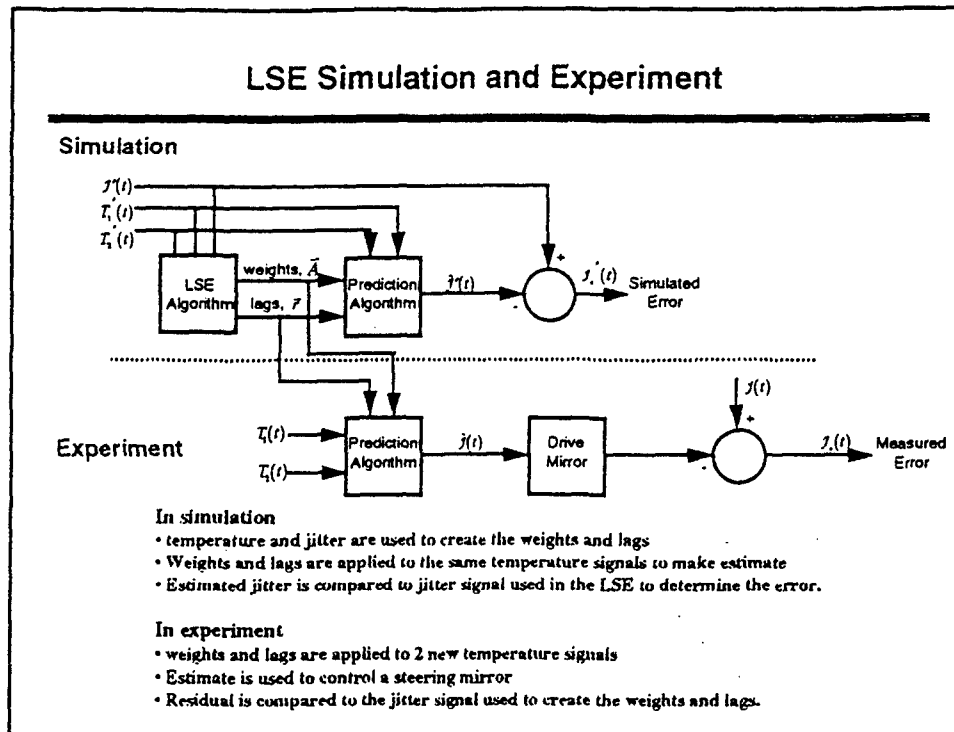 LSE Simulation and Experiment
Simulation
T₁*(t)
T₂*(t)
LSE
Algorithm
weights, A⃗
lags,
Prediction
Algorithm
+
-
Simulated
Error
Experiment
T₁(t)
T₂(t)
Prediction
Algorithm
Drive
Mirror
+
-
Measured
Error
In simulation
• temperature and jitter are used to create the weights and lags
• Weights and lags are applied to the same temperature signals to make estimate
• Estimated jitter is compared to jitter signal used in the LSE to determine the error.
In experiment
• weights and lags are applied to 2 new temperature signals
• Estimate is used to control a steering mirror
• Residual is compared to the jitter signal used to create the weights and lags.